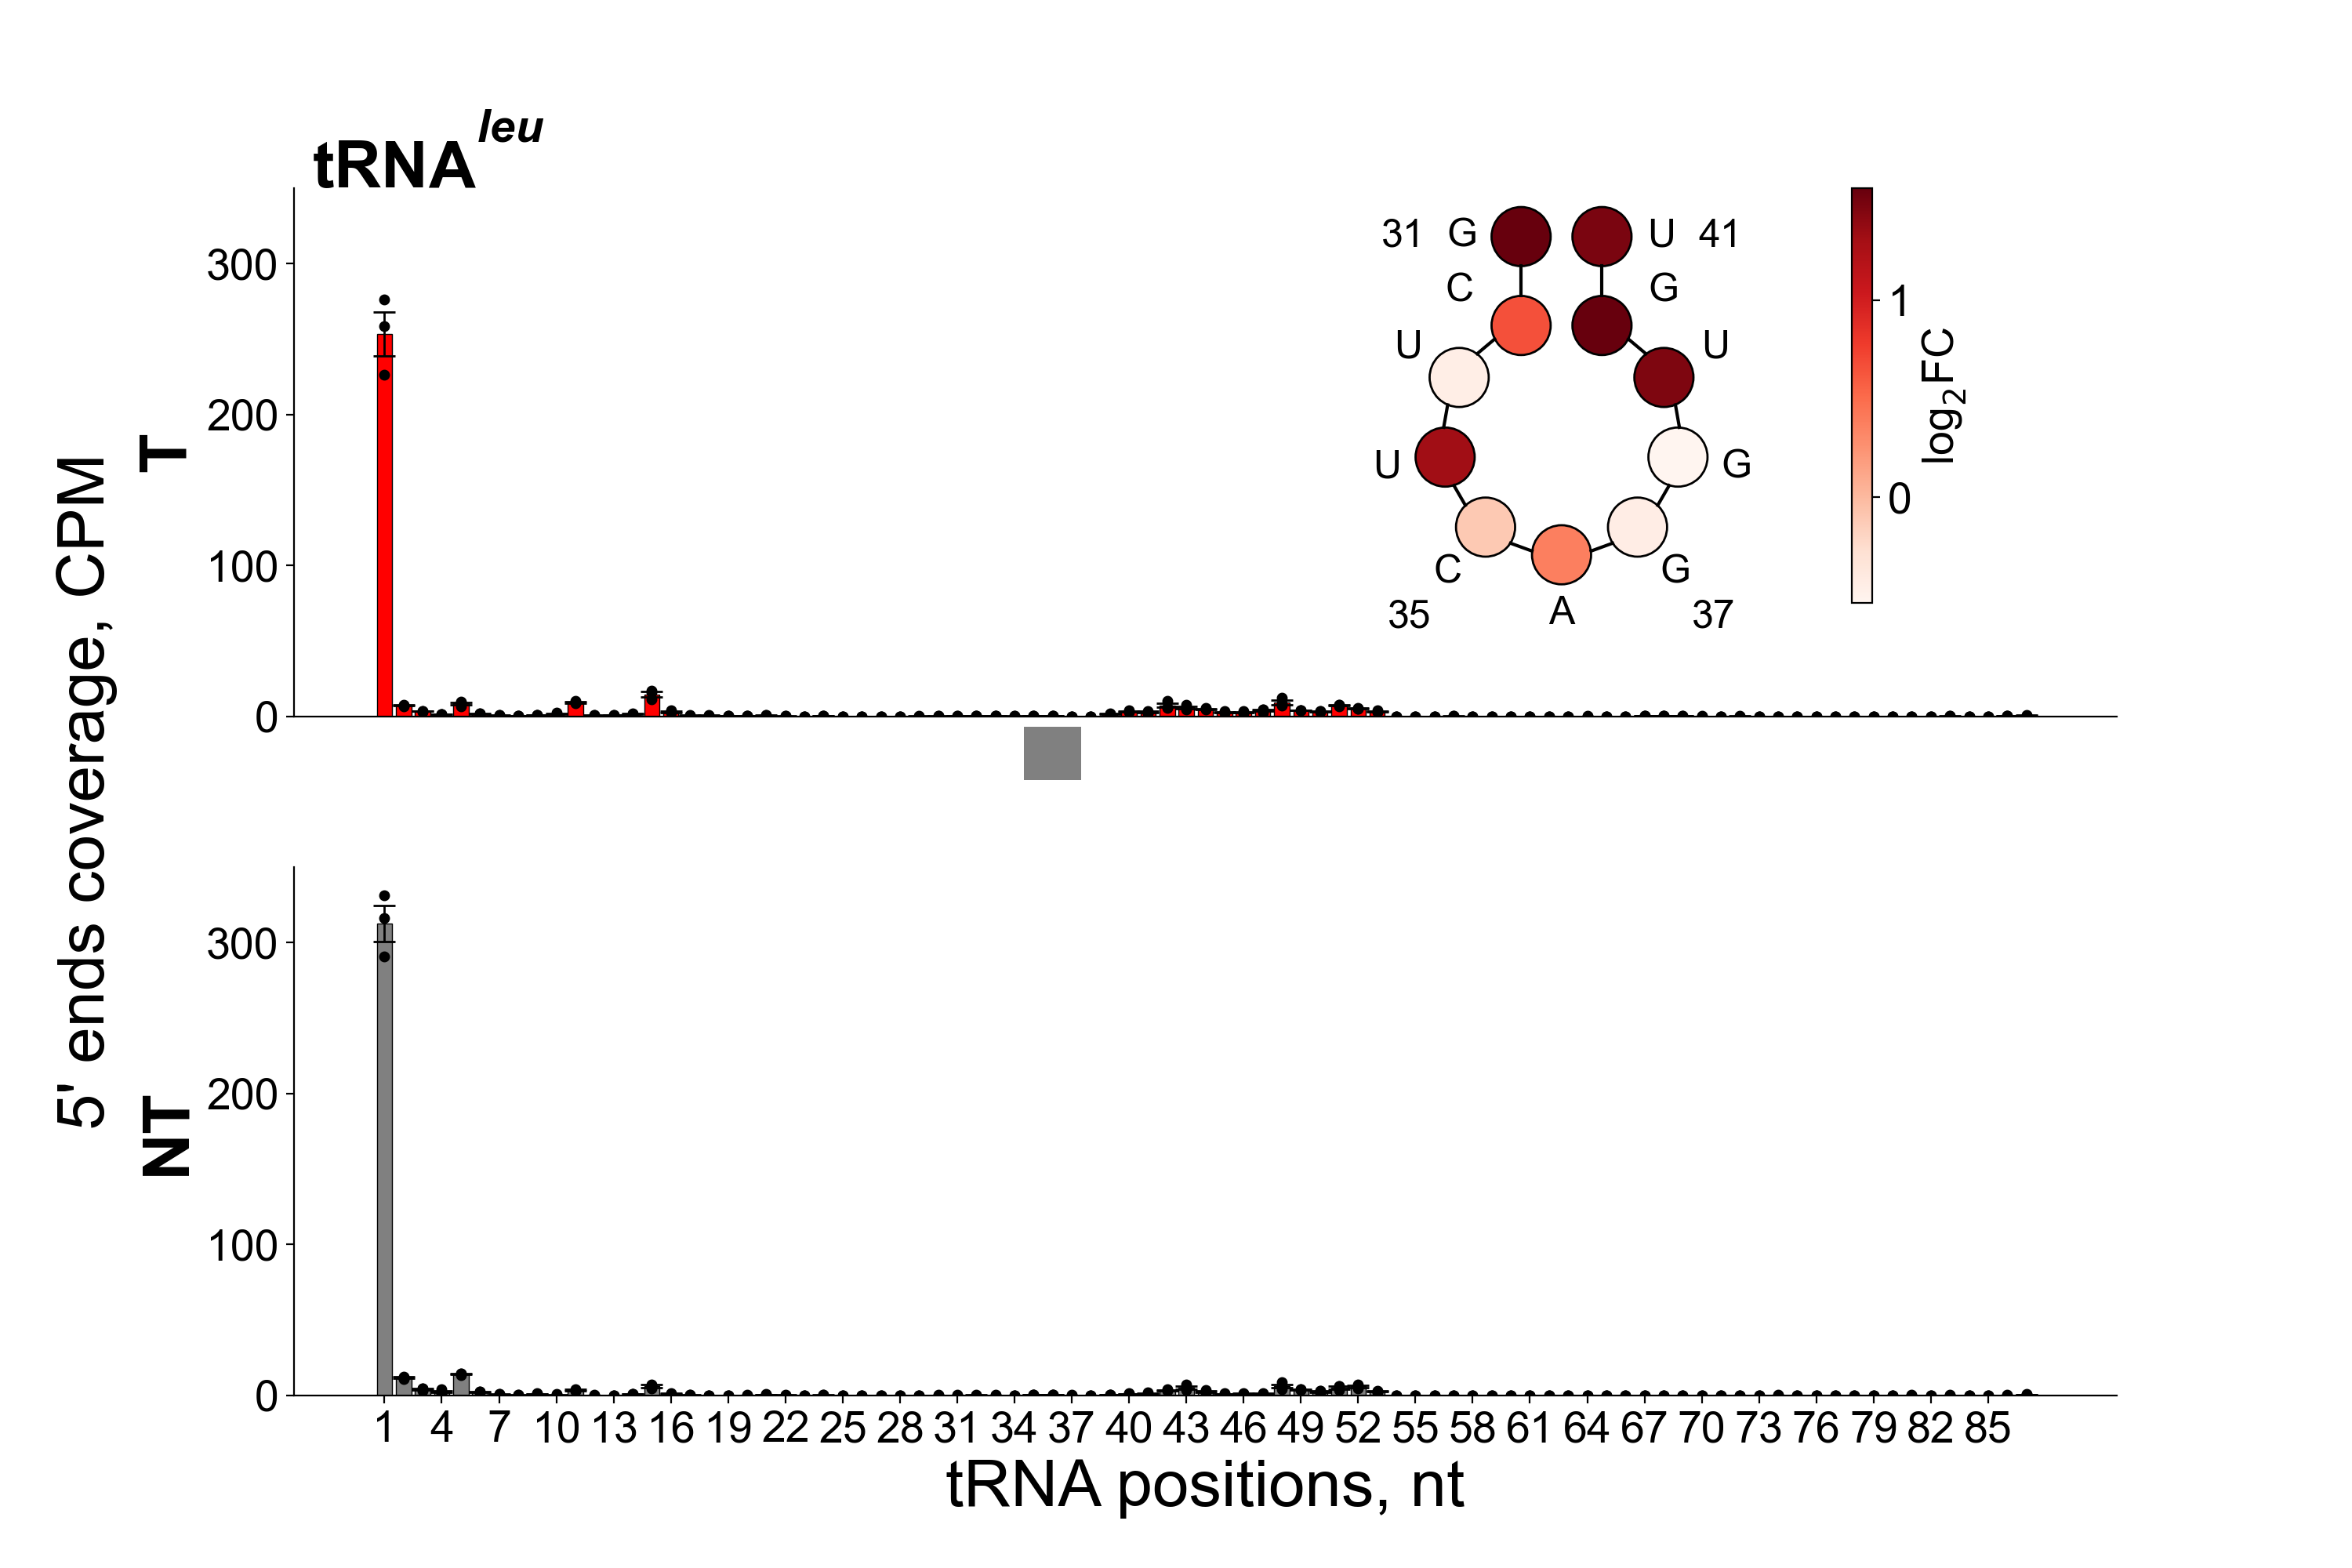 tRNA^leu
5' ends coverage, CPM
T
300
200
100
0
31 G U 41
C G
U U
U G
C G
35 A 37
1
0
log₂FC
NT
300
200
100
0
1 4 7 10 13 16 19 22 25 28 31 34 37 40 43 46 49 52 55 58 61 64 67 70 73 76 79 82 85
tRNA positions, nt